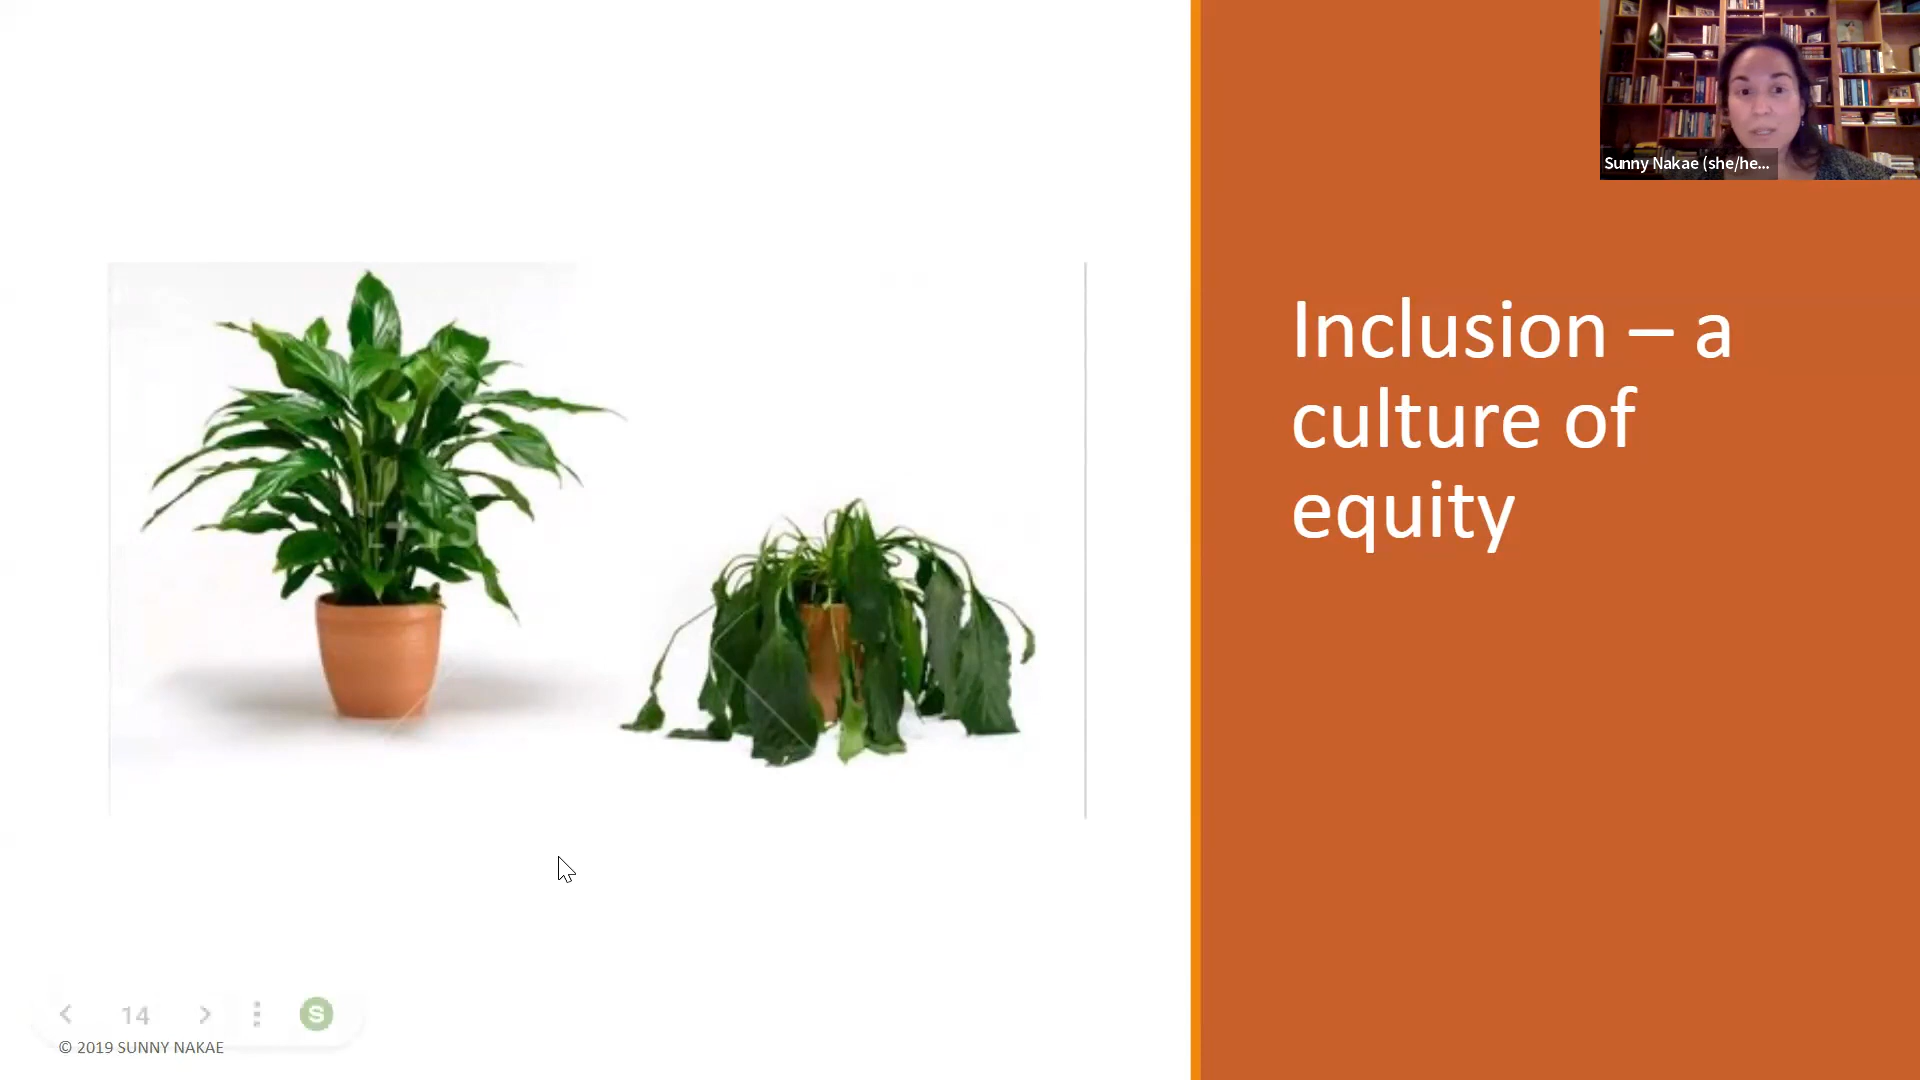 Sunny Nakae (she/he...
Inclusion – a
culture of
equity
14
S
© 2019 SUNNY NAKAE